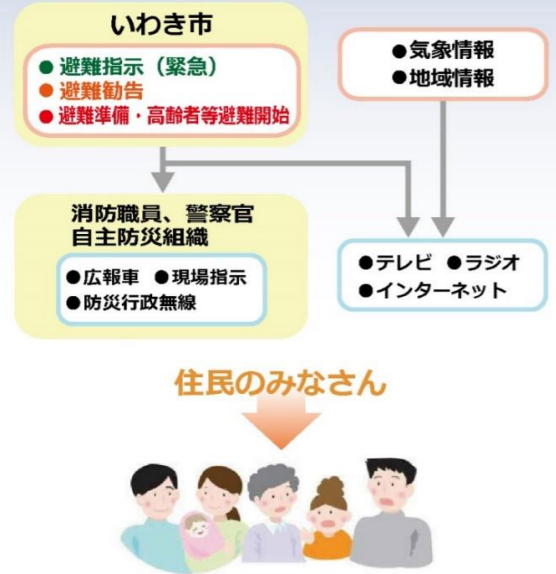 いわき市
●避難指示（緊急）
●避難勧告
●避難準備・高齢者等避難開始
●気象情報
●地域情報
消防職員、警察官
自主防災組織
●広報車 ●現場指示
●防災行政無線
●テレビ ●ラジオ
●インターネット
住民のみなさん